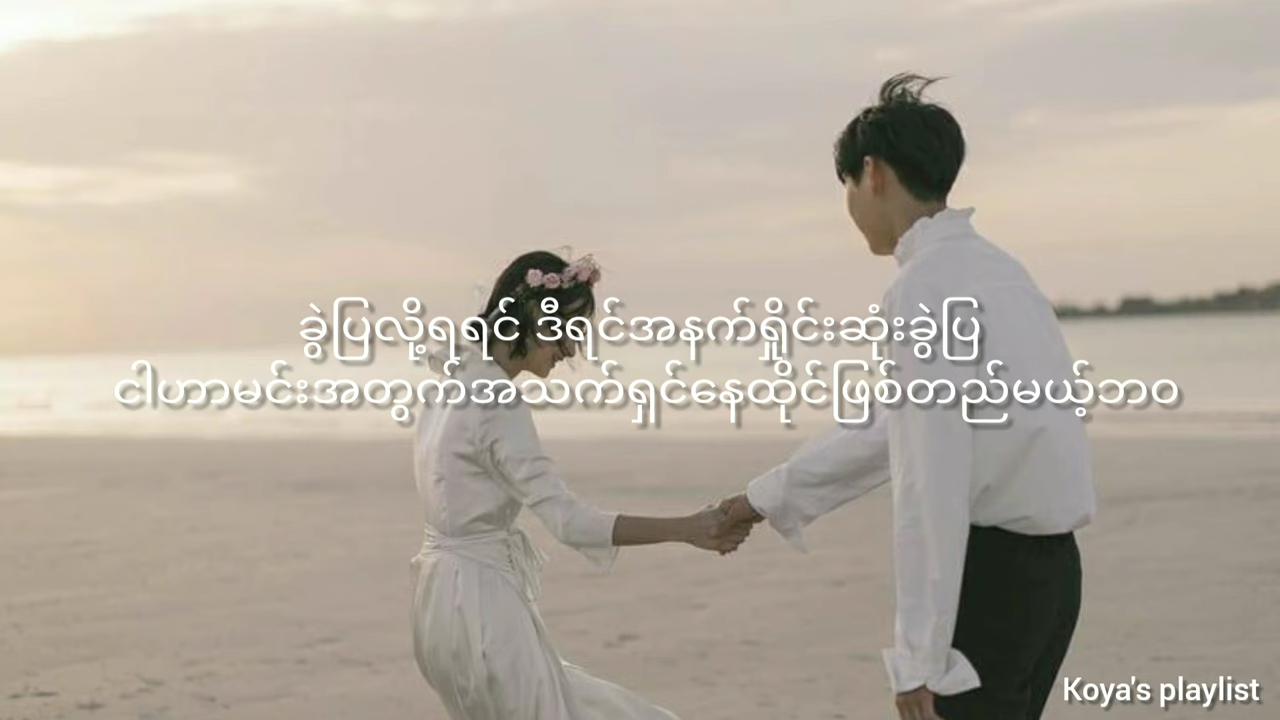 ခွဲပြလို့ရရင် ဒီရင်အနက်ရှိုင်းဆုံးခွဲပြ
ငါဟာမင်းအတွက်အသက်ရှင်နေထိုင်ဖြစ်တည်မယ့်ဘဝ
Koya's playlist